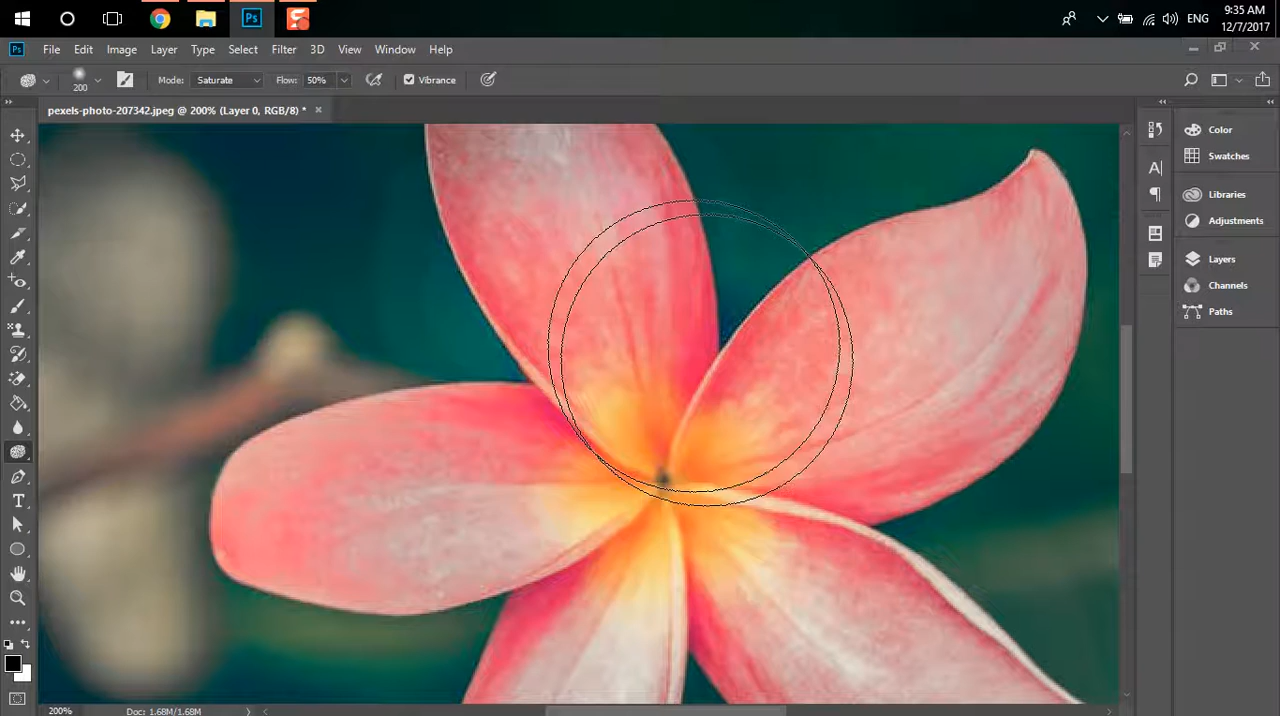 Ps
ENG
9:35 AM
12/7/2017
Ps
File Edit Image Layer Type Select Filter 3D View Window Help
200
Mode: Saturate
Flow: 50%
Vibrance
pexels-photo-207342.jpeg @ 200% (Layer 0, RGB/8) *
Color
Swatches
Libraries
Adjustments
Layers
Channels
Paths
200%
Doc: 1.68M/1.68M